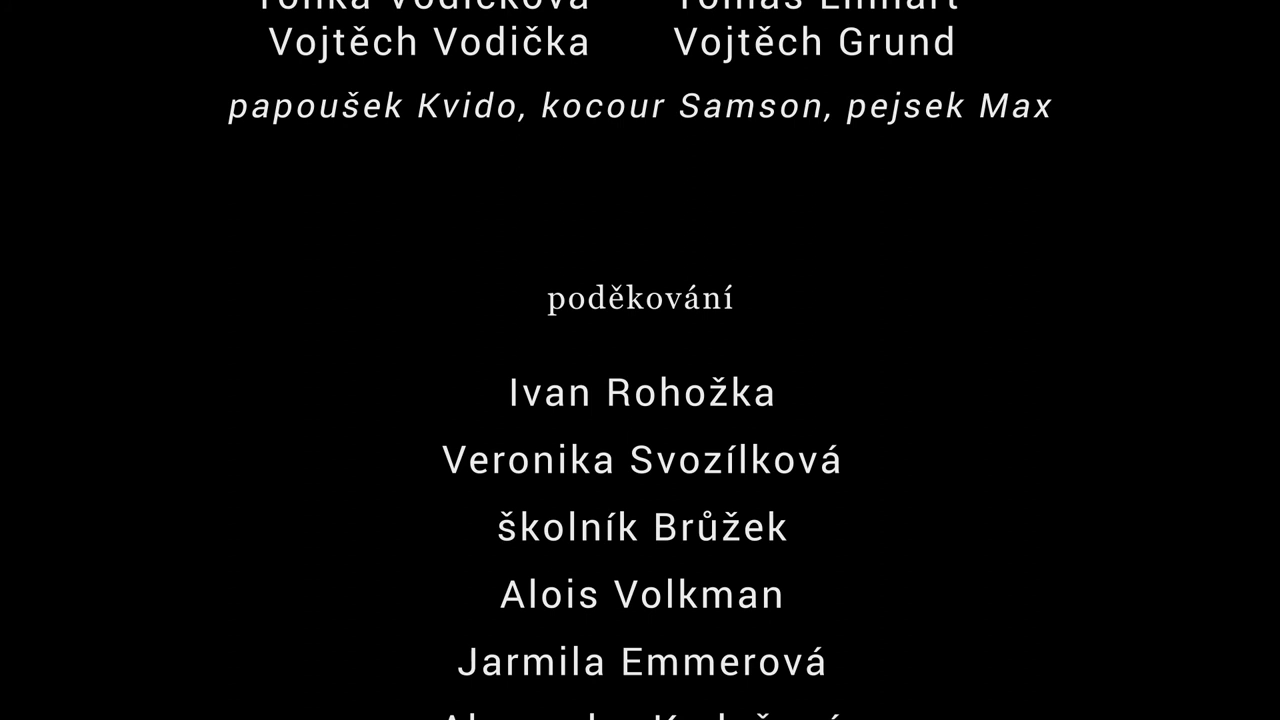 Vojtěch Vodička Vojtěch Grund
papoušek Kvido, kocour Samson, pejsek Max
poděkování
Ivan Rohožka
Veronika Svozílková
školník Brůžek
Alois Volkman
Jarmila Emmerová